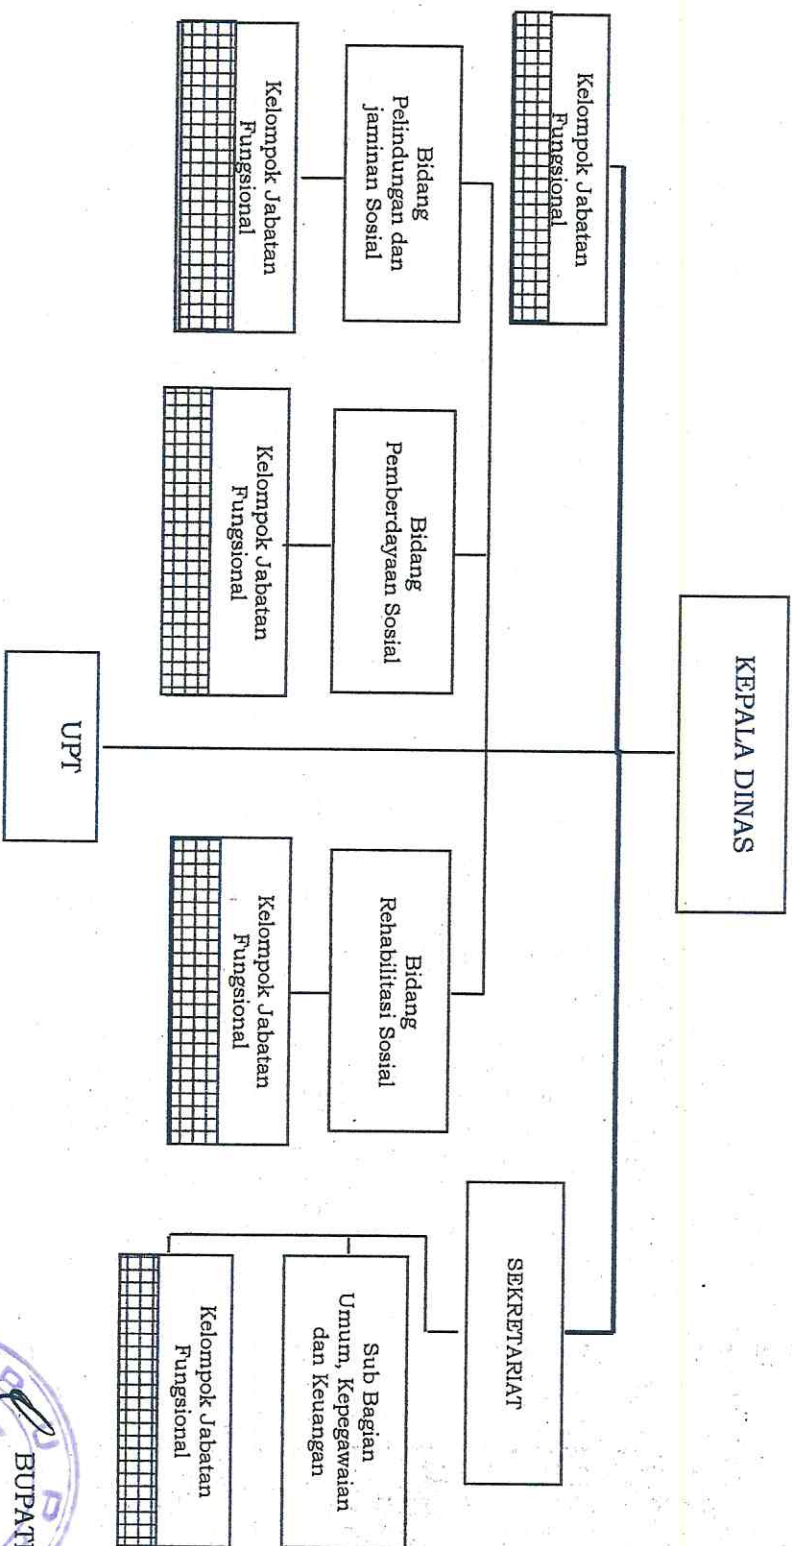 KEPALA DINAS
Kelompok Jabatan
Fungsional
SEKRETARIAT
Sub Bagian
Umum, Kepegawaian
dan Keuangan
Kelompok Jabatan
Fungsional
Bidang
Pelindungan dan
jaminan Sosial
Bidang
Pemberdayaan Sosial
Bidang
Rehabilitasi Sosial
Kelompok Jabatan
Fungsional
Kelompok Jabatan
Fungsional
Kelompok Jabatan
Fungsional
UPT
BUPATI